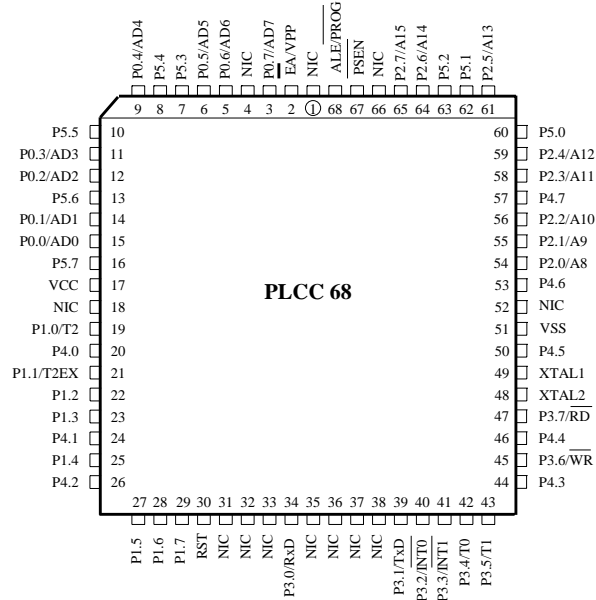 P0.4/AD4
P5.4
P5.3
P0.5/AD5
P0.6/AD6
NIC
P0.7/AD7
EA/VPP
NIC
ALE/PROG
PSEN
NIC
P2.7/A15
P2.6/A14
P5.2
P5.1
P2.5/A13
9 8 7 6 5 4 3 2 1 68 67 66 65 64 63 62 61
P5.5 10 60 P5.0
P0.3/AD3 11 59 P2.4/A12
P0.2/AD2 12 58 P2.3/A11
P5.6 13 57 P4.7
P0.1/AD1 14 56 P2.2/A10
P0.0/AD0 15 55 P2.1/A9
P5.7 16 54 P2.0/A8
VCC 17 53 P4.6
PLCC 68
NIC 18 52 NIC
P1.0/T2 19 51 VSS
P4.0 20 50 P4.5
P1.1/T2EX 21 49 XTAL1
P1.2 22 48 XTAL2
P1.3 23 47 P3.7/RD
P4.1 24 46 P4.4
P1.4 25 45 P3.6/WR
P4.2 26 44 P4.3
27 28 29 30 31 32 33 34 35 36 37 38 39 40 41 42 43
P1.5
P1.6
P1.7
RST
NIC
NIC
NIC
P3.0/RxD
NIC
NIC
NIC
NIC
P3.1/TxD
P3.2/INT0
P3.3/INT1
P3.4/T0
P3.5/T1